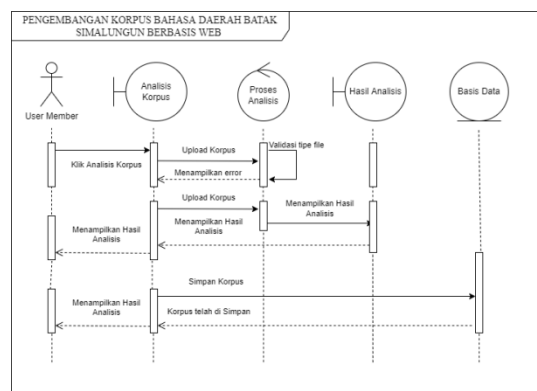 PENGEMBANGAN KORPUS BAHASA DAERAH BATAK
SIMALUNGUN BERBASIS WEB
User Member
Analisis
Korpus
Proses
Analisis
Hasil Analisis
Basis Data
Klik Analisis Korpus
Upload Korpus
Validasi tipe file
Menampilkan error
Upload Korpus
Menampilkan Hasil
Analisis
Menampilkan Hasil
Analisis
Menampilkan Hasil
Analisis
Simpan Korpus
Menampilkan Hasil
Analisis
Korpus telah di Simpan